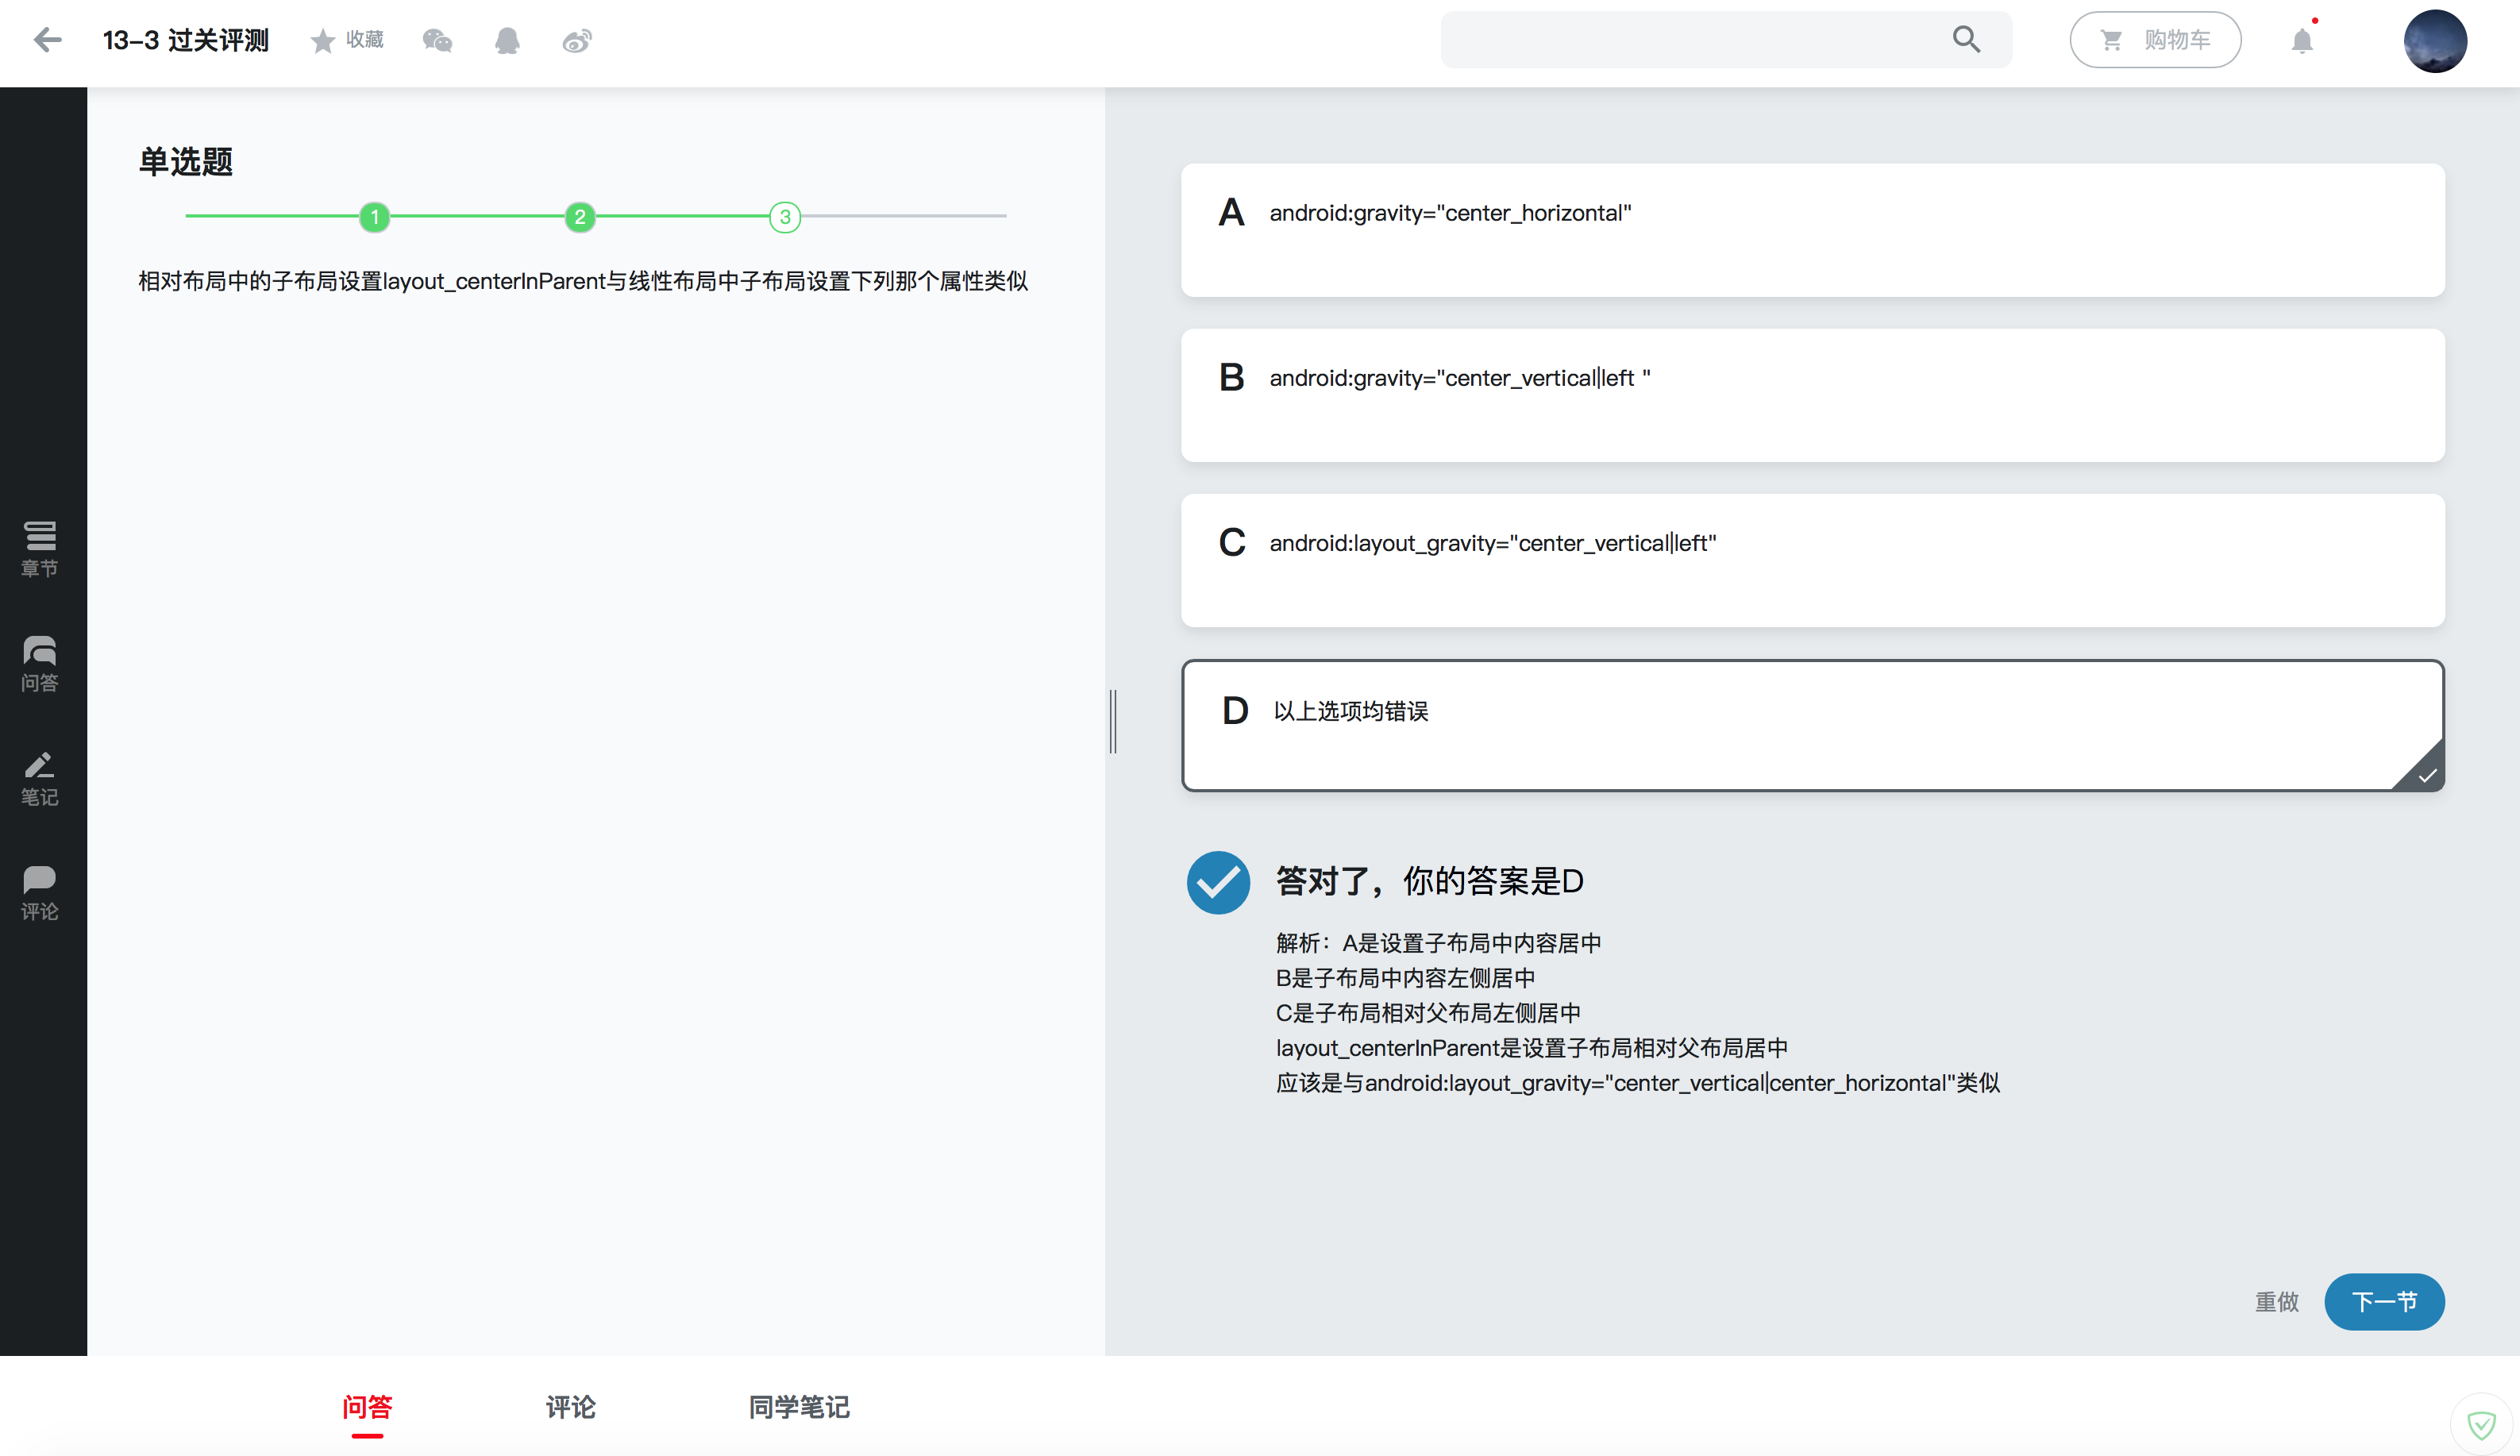 13-3 过关评测
收藏
购物车
单选题
1
2
3
相对布局中的子布局设置layout_centerInParent与线性布局中子布局设置下列那个属性类似
章节
问答
笔记
评论
A android:gravity="center_horizontal"
B android:gravity="center_vertical|left "
C android:layout_gravity="center_vertical|left"
D 以上选项均错误
答对了，你的答案是D
解析：A是设置子布局中内容居中
B是子布局中内容左侧居中
C是子布局相对父布局左侧居中
layout_centerInParent是设置子布局相对父布局居中
应该是与android:layout_gravity="center_vertical|center_horizontal"类似
重做
下一节
问答
评论
同学笔记